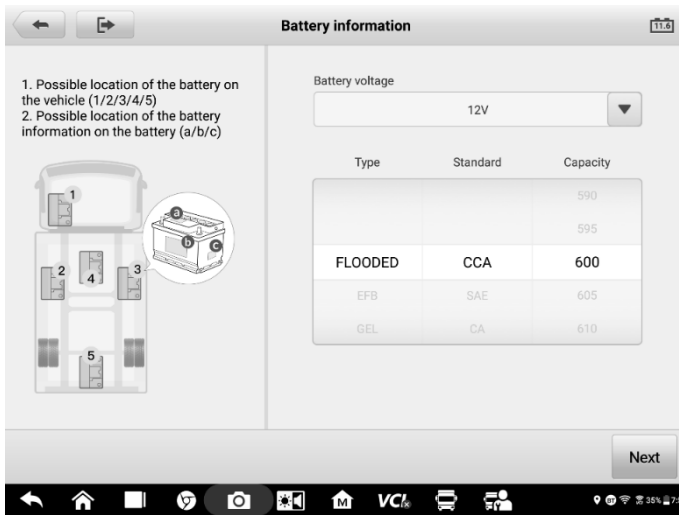 Battery information
11.6
1. Possible location of the battery on
the vehicle (1/2/3/4/5)
2. Possible location of the battery
information on the battery (a/b/c)
1
a
b
c
2
4
3
5
Battery voltage
12V
Type Standard Capacity
590
595
FLOODED CCA 600
EFB SAE 605
GEL CA 610
Next
M VCI BT 35%